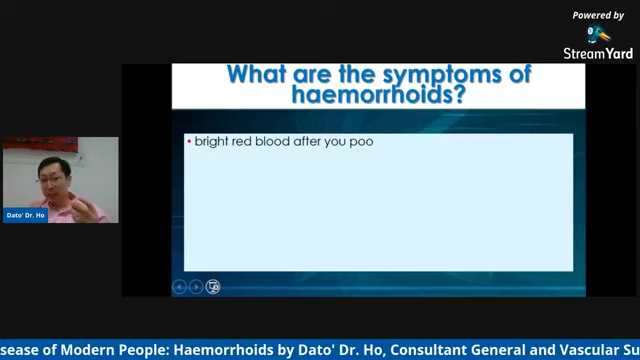 Powered by
StreamYard
What are the symptoms of
haemorrhoids?
• bright red blood after you poo
Dato' Dr. Ho
sease of Modern People: Haemorrhoids by Dato' Dr. Ho, Consultant General and Vascular Su